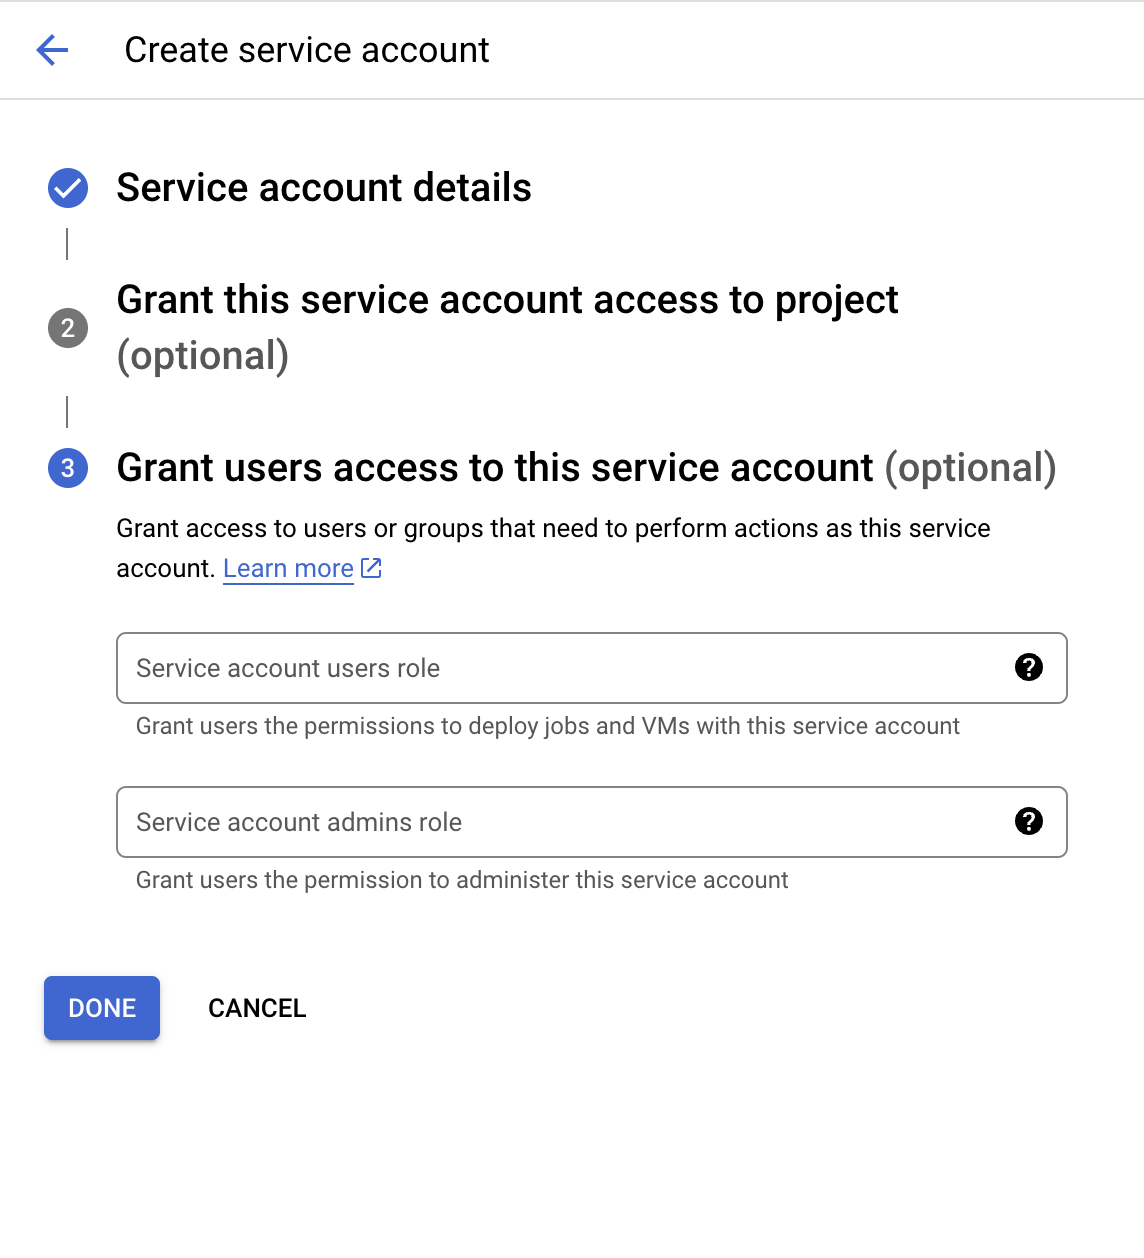 Create service account
Service account details
2
Grant this service account access to project
(optional)
3
Grant users access to this service account (optional)
Grant access to users or groups that need to perform actions as this service
account. Learn more
Service account users role
?
Grant users the permissions to deploy jobs and VMs with this service account
Service account admins role
?
Grant users the permission to administer this service account
DONE
CANCEL